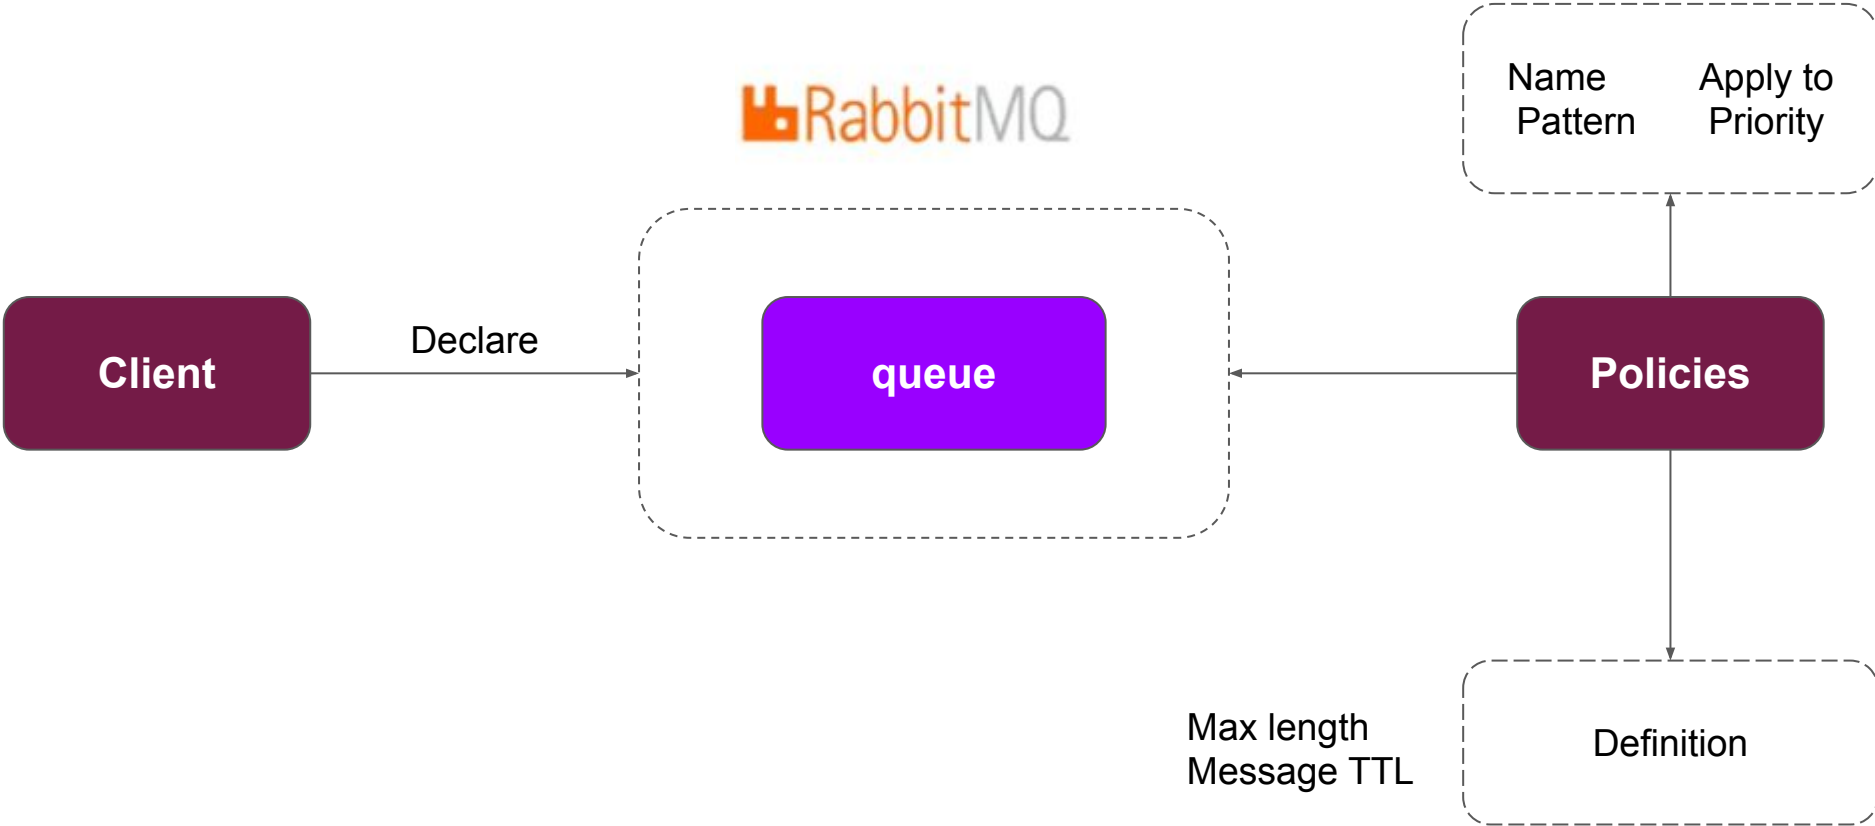 Name Apply to
Pattern Priority
RabbitMQ
Client
Declare
queue
Policies
Max length
Message TTL
Definition